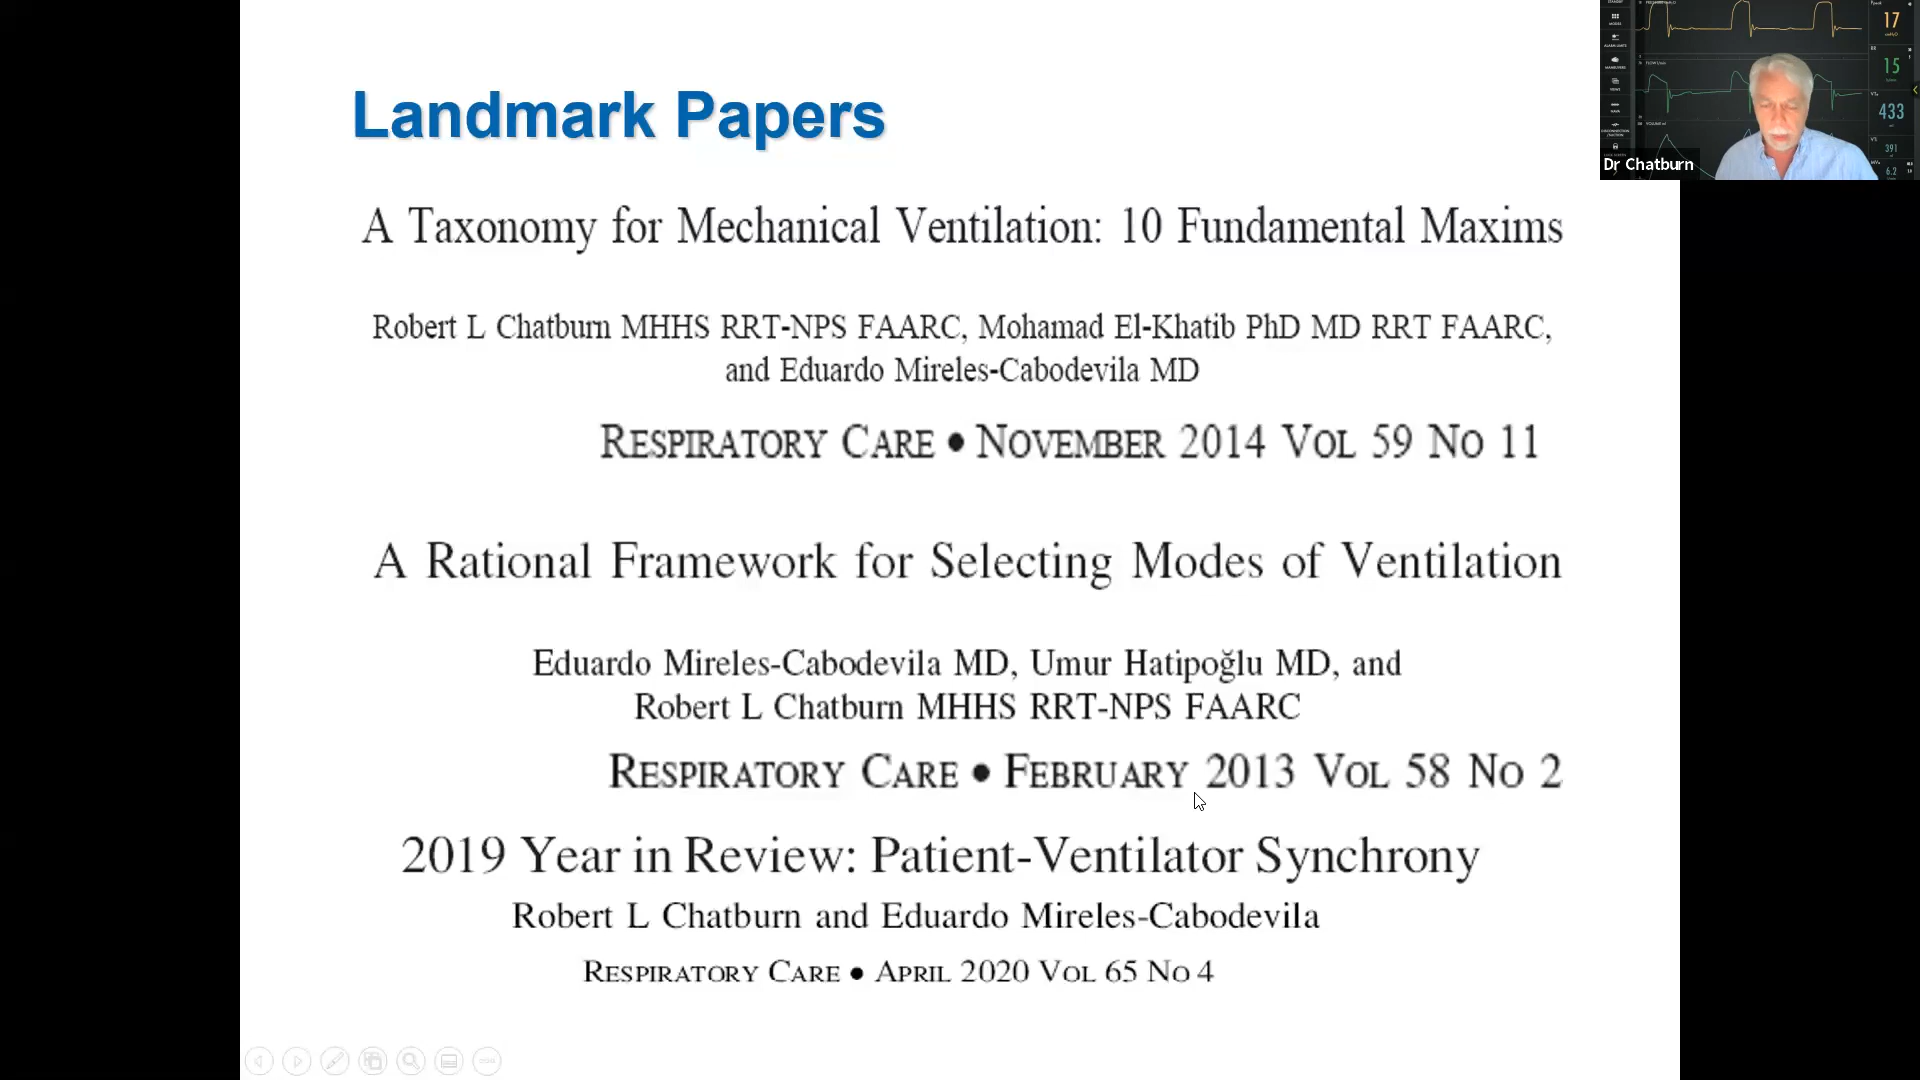 Landmark Papers
A Taxonomy for Mechanical Ventilation: 10 Fundamental Maxims
Robert L Chatburn MHHS RRT-NPS FAARC, Mohamad El-Khatib PhD MD RRT FAARC,
and Eduardo Mireles-Cabodevila MD
RESPIRATORY CARE • NOVEMBER 2014 VOL 59 NO 11
A Rational Framework for Selecting Modes of Ventilation
Eduardo Mireles-Cabodevila MD, Umur Hatipoğlu MD, and
Robert L Chatburn MHHS RRT-NPS FAARC
RESPIRATORY CARE • FEBRUARY 2013 VOL 58 NO 2
2019 Year in Review: Patient-Ventilator Synchrony
Robert L Chatburn and Eduardo Mireles-Cabodevila
RESPIRATORY CARE • APRIL 2020 VOL 65 NO 4
17
15
433
391
6.2
Dr Chatburn